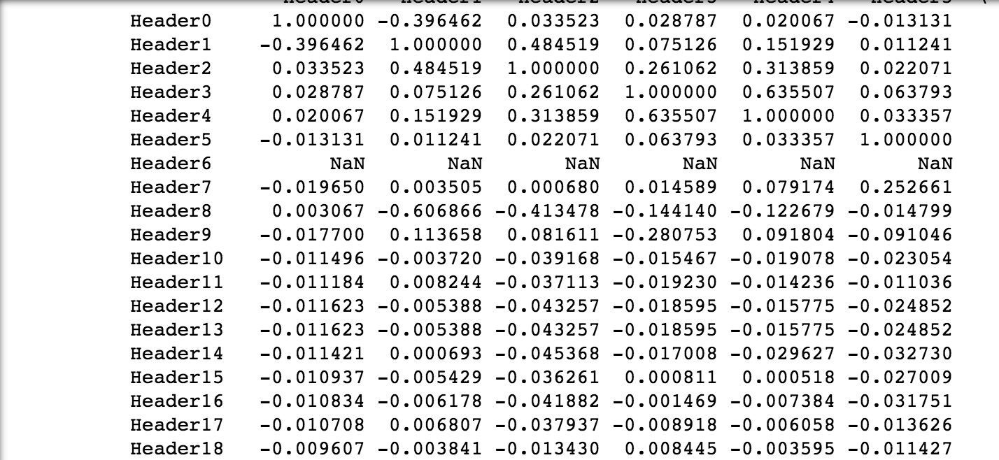 Header0 1.000000 -0.396462 0.033523 0.028787 0.020067 -0.013131
Header1 -0.396462 1.000000 0.484519 0.075126 0.151929 0.011241
Header2 0.033523 0.484519 1.000000 0.261062 0.313859 0.022071
Header3 0.028787 0.075126 0.261062 1.000000 0.635507 0.063793
Header4 0.020067 0.151929 0.313859 0.635507 1.000000 0.033357
Header5 -0.013131 0.011241 0.022071 0.063793 0.033357 1.000000
Header6 NaN NaN NaN NaN NaN NaN
Header7 -0.019650 0.003505 0.000680 0.014589 0.079174 0.252661
Header8 0.003067 -0.606866 -0.413478 -0.144140 -0.122679 -0.014799
Header9 -0.017700 0.113658 0.081611 -0.280753 0.091804 -0.091046
Header10 -0.011496 -0.003720 -0.039168 -0.015467 -0.019078 -0.023054
Header11 -0.011184 0.008244 -0.037113 -0.019230 -0.014236 -0.011036
Header12 -0.011623 -0.005388 -0.043257 -0.018595 -0.015775 -0.024852
Header13 -0.011623 -0.005388 -0.043257 -0.018595 -0.015775 -0.024852
Header14 -0.011421 0.000693 -0.045368 -0.017008 -0.029627 -0.032730
Header15 -0.010937 -0.005429 -0.036261 0.000811 0.000518 -0.027009
Header16 -0.010834 -0.006178 -0.041882 -0.001469 -0.007384 -0.031751
Header17 -0.010708 0.006807 -0.037937 -0.008918 -0.006058 -0.013626
Header18 -0.009607 -0.003841 -0.013430 0.008445 -0.003595 -0.011427